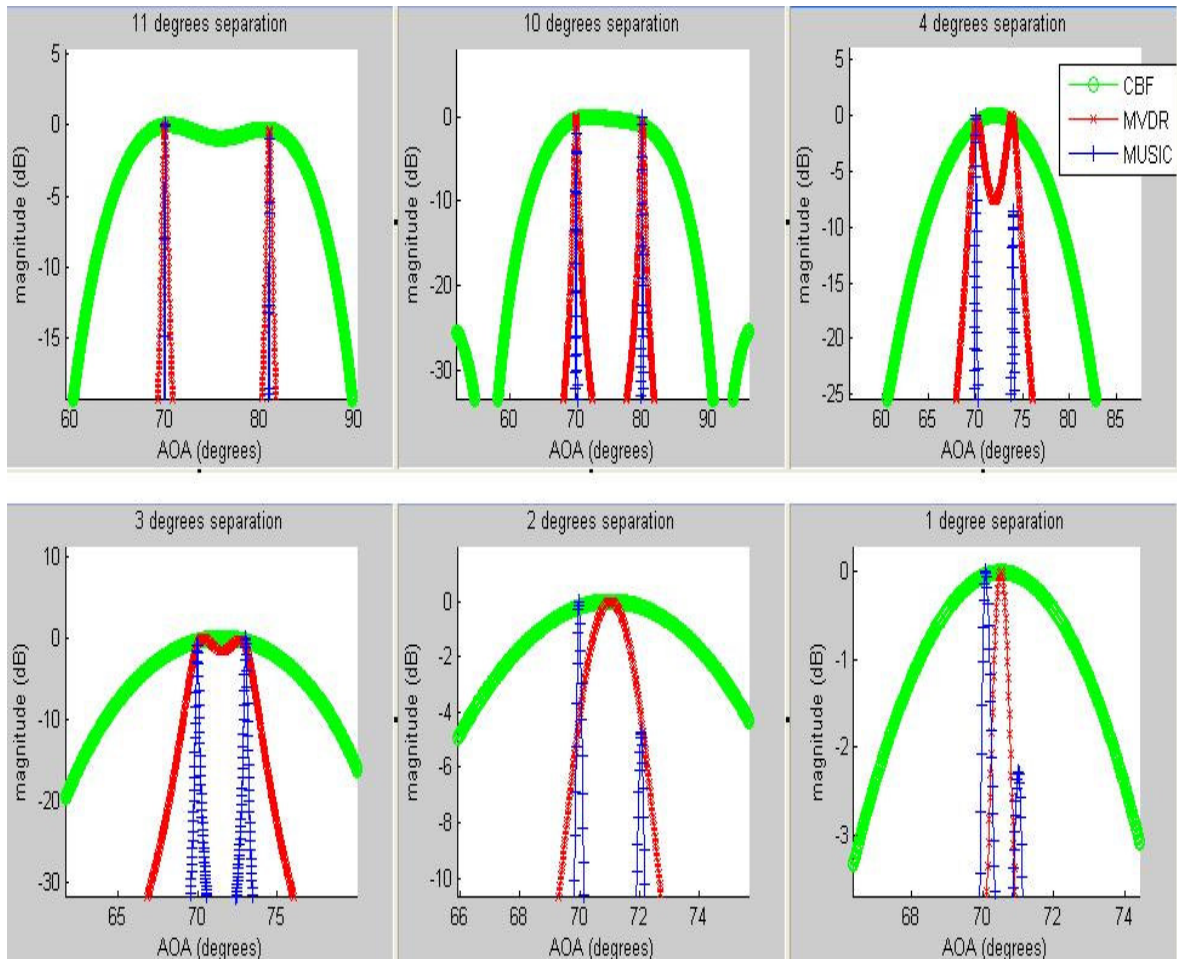 11 degrees separation
5
0
-5
-10
-15
magnitude (dB)
60 70 80 90
AOA (degrees)
10 degrees separation
0
-10
-20
-30
magnitude (dB)
60 70 80 90
AOA (degrees)
4 degrees separation
5
0
-5
-10
-15
-20
-25
magnitude (dB)
60 65 70 75 80 85
AOA (degrees)
CBF
MVDR
MUSIC
3 degrees separation
10
0
-10
-20
-30
magnitude (dB)
65 70 75
AOA (degrees)
2 degrees separation
2
0
-2
-4
-6
-8
-10
magnitude (dB)
66 68 70 72 74
AOA (degrees)
1 degree separation
0
-1
-2
-3
magnitude (dB)
68 70 72 74
AOA (degrees)